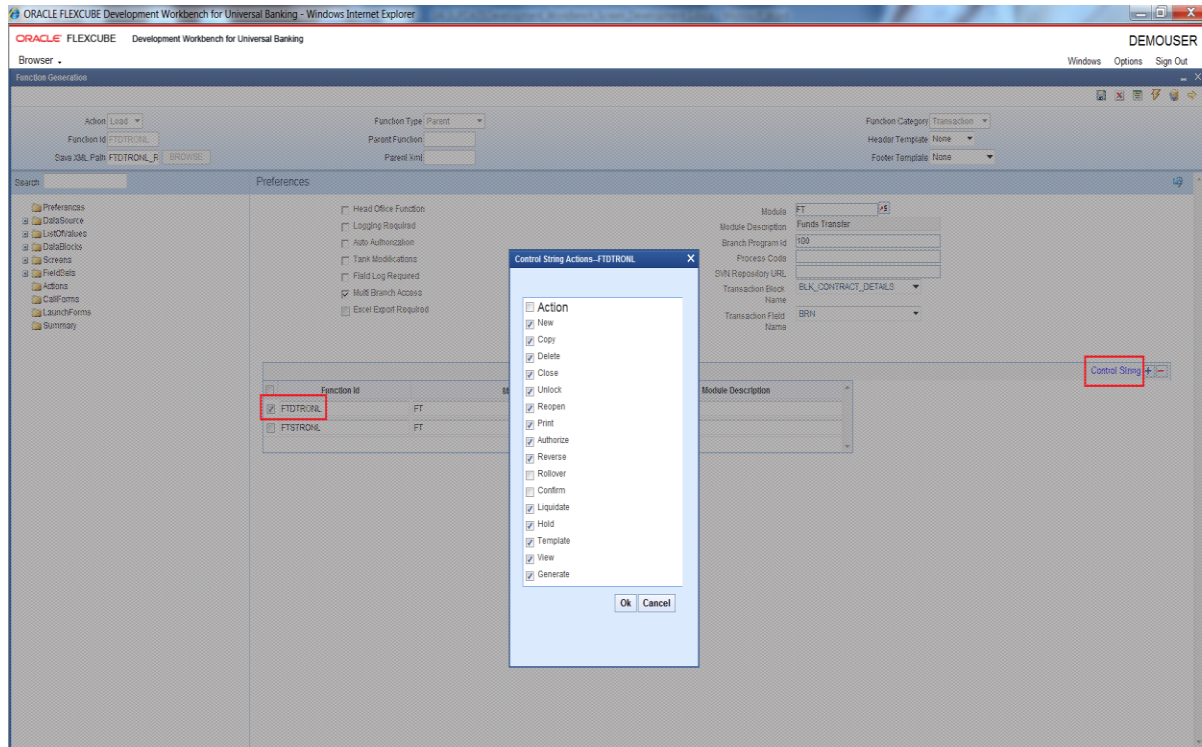 ORACLE FLEXCUBE Development Workbench for Universal Banking - Windows Internet Explorer
ORACLE FLEXCUBE Development Workbench for Universal Banking
DEMOUSER
Browser
Windows Options Sign Out
Function Generation
Action Load
Function Type Parent
Function Category Transaction
Function Id FTDTRONL
Parent Function
Header Template None
Save XML Path FTDTRONL_R BROWSE
Parent Xml
Footer Template None
Search
Preferences
Preferences
DataSource
ListOfValues
DataBlocks
Screens
FieldSets
Actions
CallForms
LaunchForms
Summary
Head Office Function
Logging Required
Auto Authorization
Tank Modifications
Field Log Required
Multi Branch Access
Excel Export Required
Module FT
Module Description Funds Transfer
Branch Program Id 100
Process Code
SVN Repository URL
Transaction Block Name BLK_CONTRACT_DETAILS
Transaction Field Name BRN
Control String + -
Function Id
Module Description
FTDTRONL FT
FTSTRONL FT
Control String Actions--FTDTRONL X
Action
New
Copy
Delete
Close
Unlock
Reopen
Print
Authorize
Reverse
Rollover
Confirm
Liquidate
Hold
Template
View
Generate
Ok Cancel